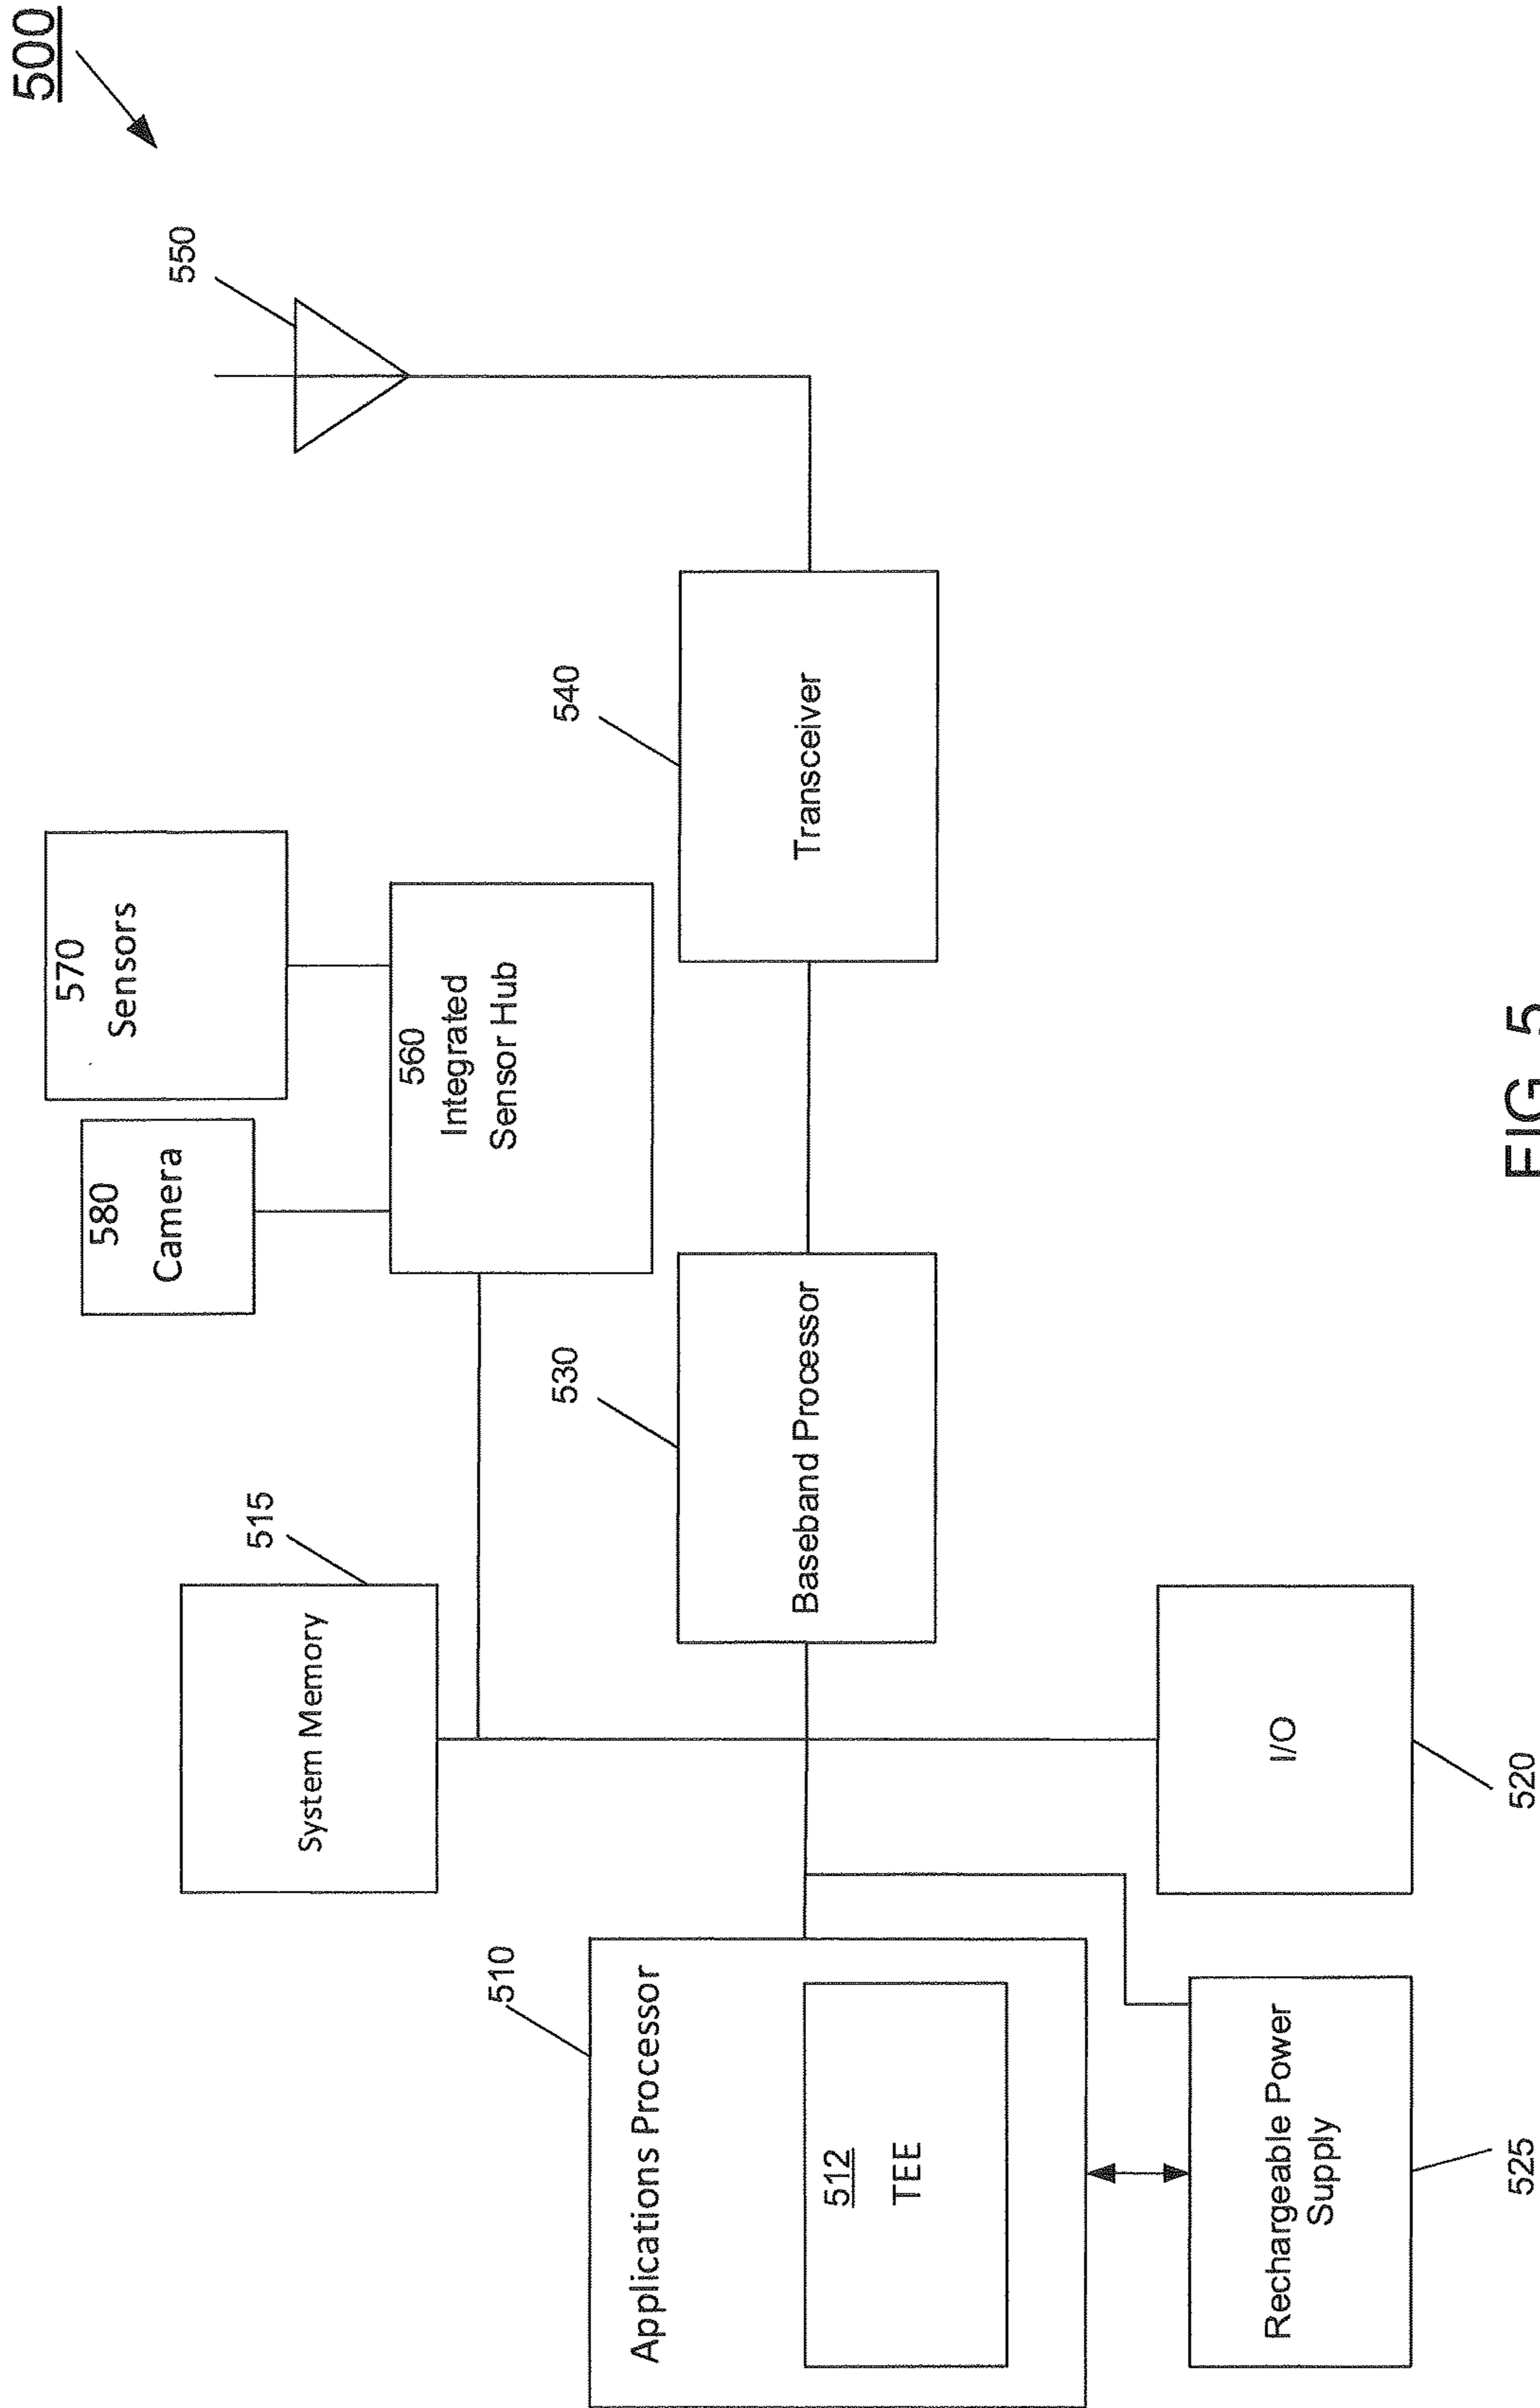 500
550
570
Sensors
580
Camera
560
Integrated
Sensor Hub
540
Transceiver
515
System Memory
530
Baseband Processor
510
Applications Processor
512
TEE
I/O
520
Rechargeable Power
Supply
525
FIG. 5